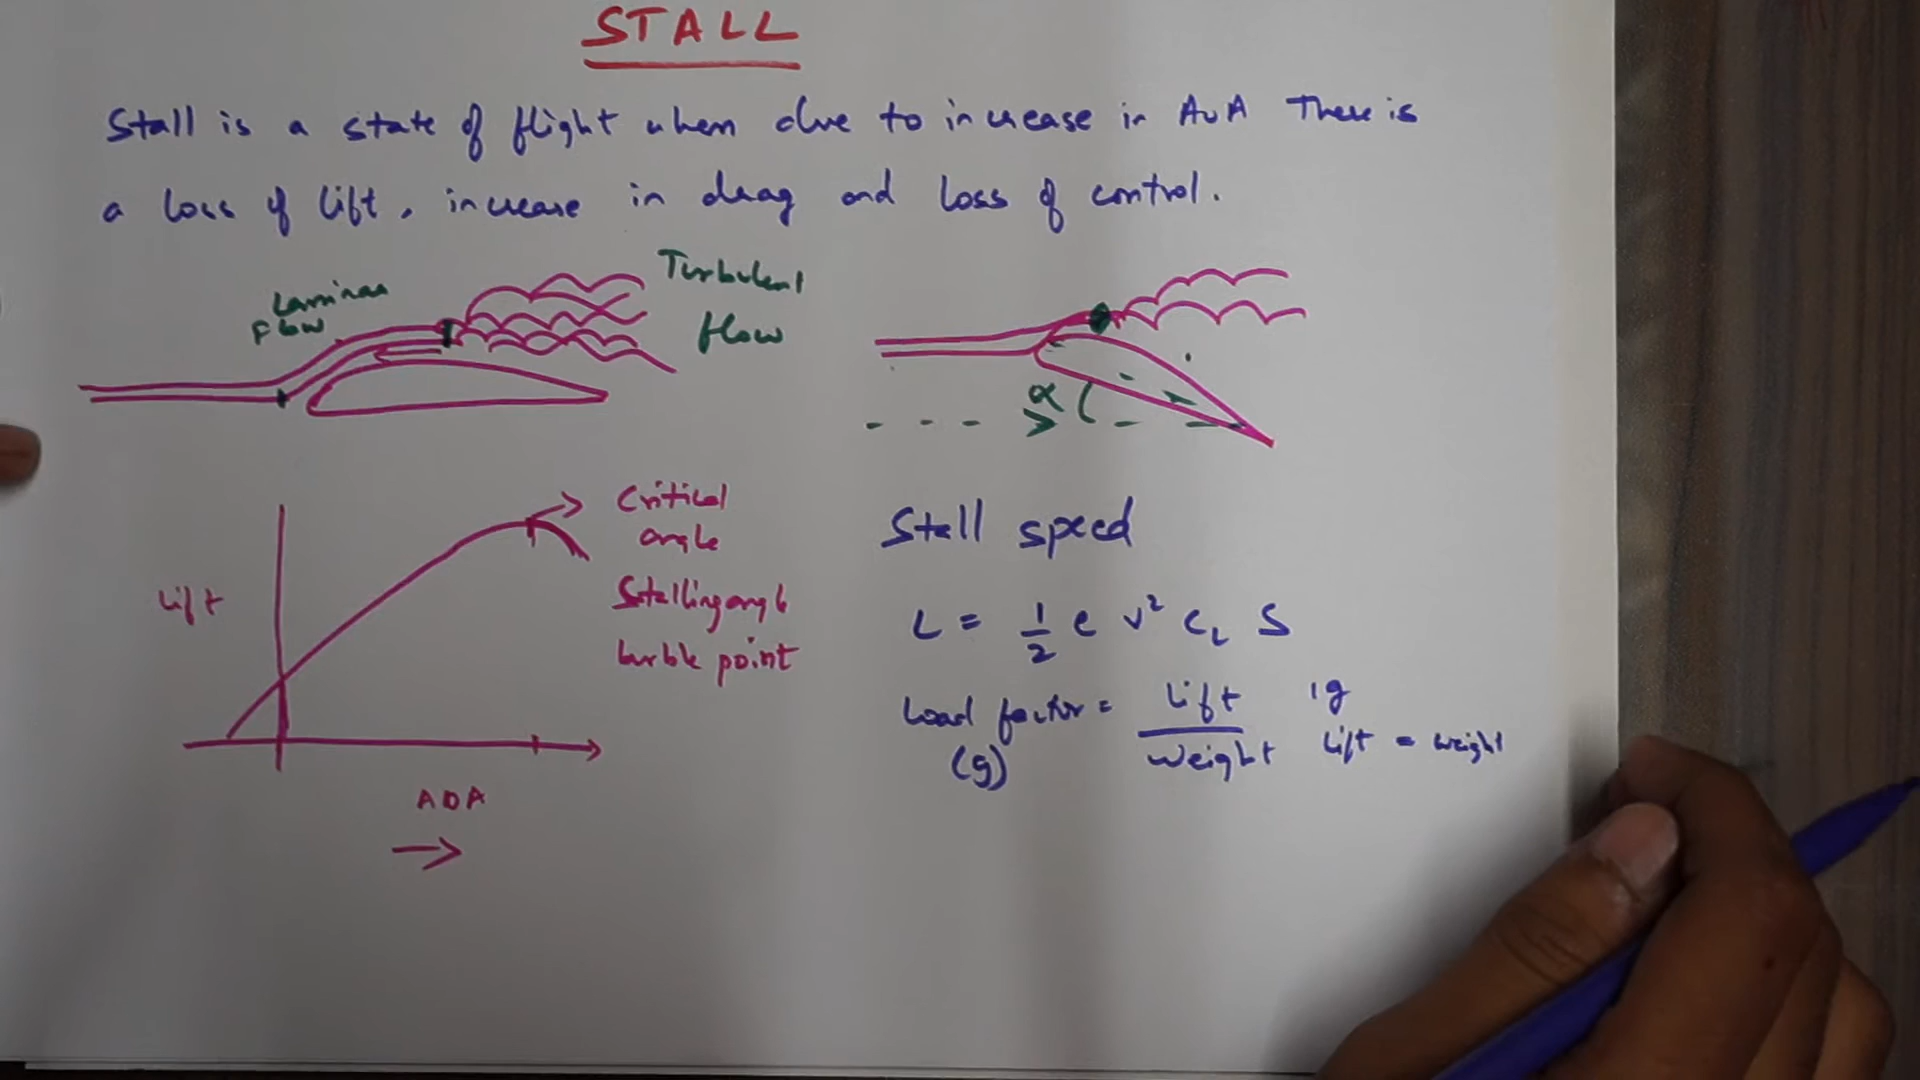 STALL
Stall is a state of flight when due to increase in AOA There is
a loss of lift, increase in drag and loss of control.
Laminar
Flow
Turbulent
flow
α
Lift
Critical
angle
Stalling angle
burble point
AOA
Stall speed
L = 1/2 ρ v² CL S
Load factor = Lift/Weight
(g)
1g
Lift = weight